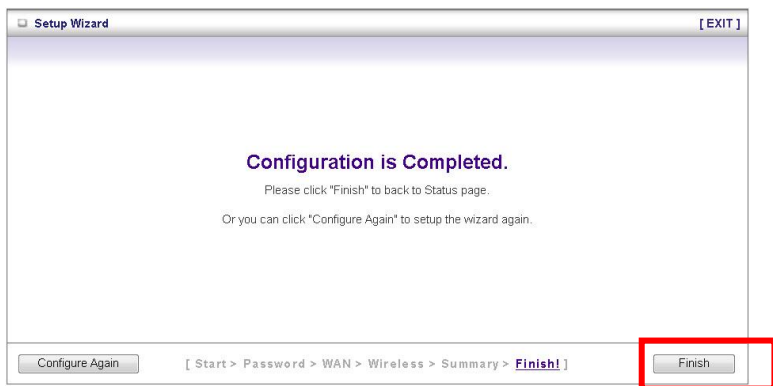 Setup Wizard [ EXIT ]
Configuration is Completed.
Please click "Finish" to back to Status page.
Or you can click "Configure Again" to setup the wizard again.
Configure Again [ Start > Password > WAN > Wireless > Summary > Finish! ] Finish